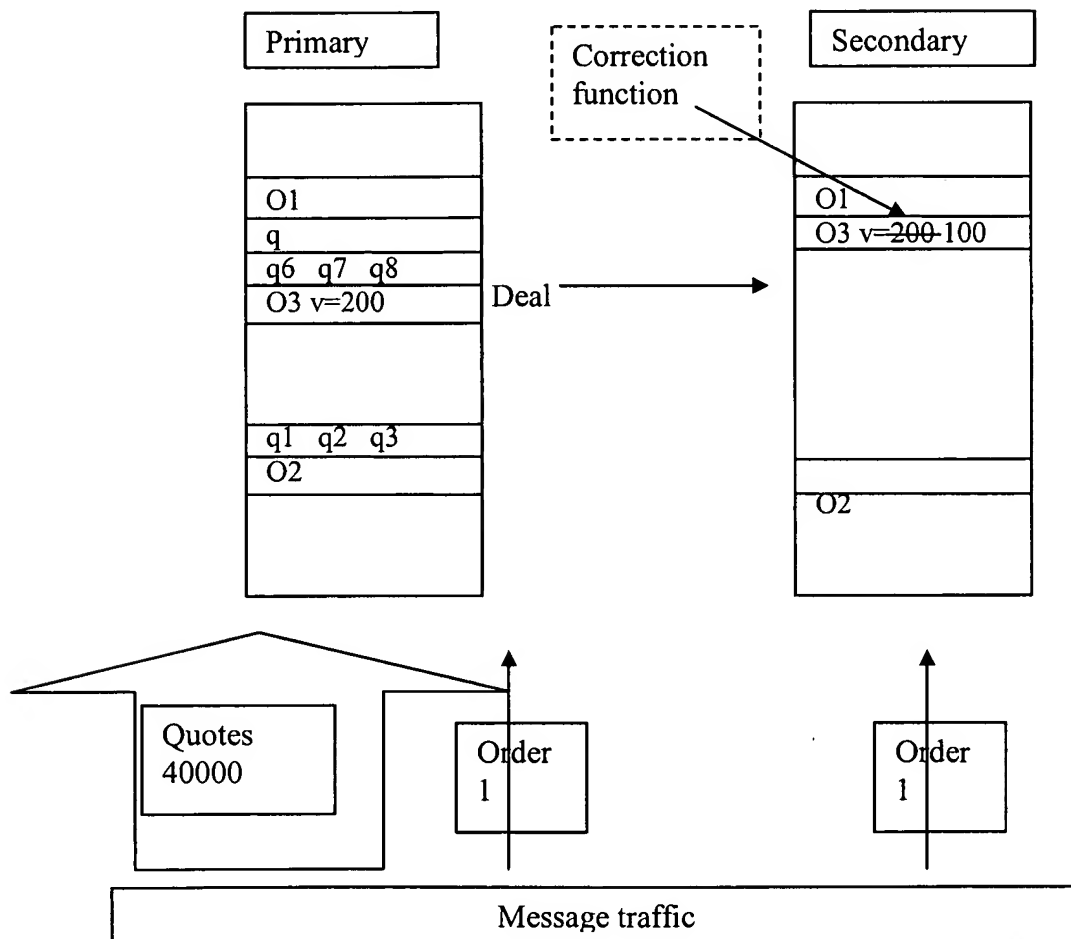 Primary
Correction
function
Secondary
O1
q
q6 q7 q8
O3 v=200
q1 q2 q3
O2
Deal
O1
O3 v=200 100
O2
Quotes
40000
Order
1
Order
1
Message traffic